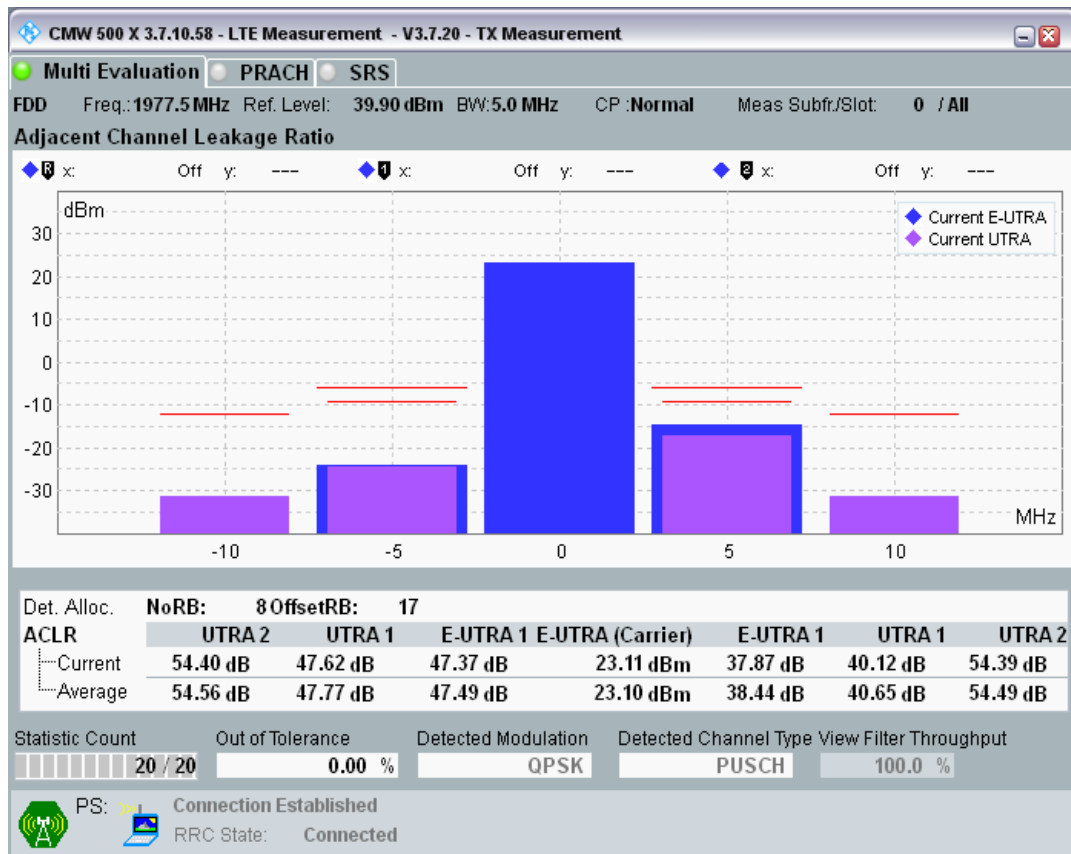 CMW 500 X 3.7.10.58 - LTE Measurement - V3.7.20 - TX Measurement
Multi Evaluation PRACH SRS
FDD Freq.:1977.5 MHz Ref. Level: 39.90 dBm BW:5.0 MHz CP :Normal Meas Subfr./Slot: 0 / All
Adjacent Channel Leakage Ratio
R x: Off y: --- 1 x: Off y: --- 2 x: Off y: ---
dBm
Current E-UTRA
Current UTRA
30
20
10
0
-10
-20
-30
MHz
-10 -5 0 5 10
Det. Alloc. NoRB: 8 OffsetRB: 17
ACLR UTRA 2 UTRA 1 E-UTRA 1 E-UTRA (Carrier) E-UTRA 1 UTRA 1 UTRA 2
Current 54.40 dB 47.62 dB 47.37 dB 23.11 dBm 37.87 dB 40.12 dB 54.39 dB
Average 54.56 dB 47.77 dB 47.49 dB 23.10 dBm 38.44 dB 40.65 dB 54.49 dB
Statistic Count Out of Tolerance Detected Modulation Detected Channel Type View Filter Throughput
20 / 20 0.00 % QPSK PUSCH 100.0 %
PS: Connection Established
RRC State: Connected